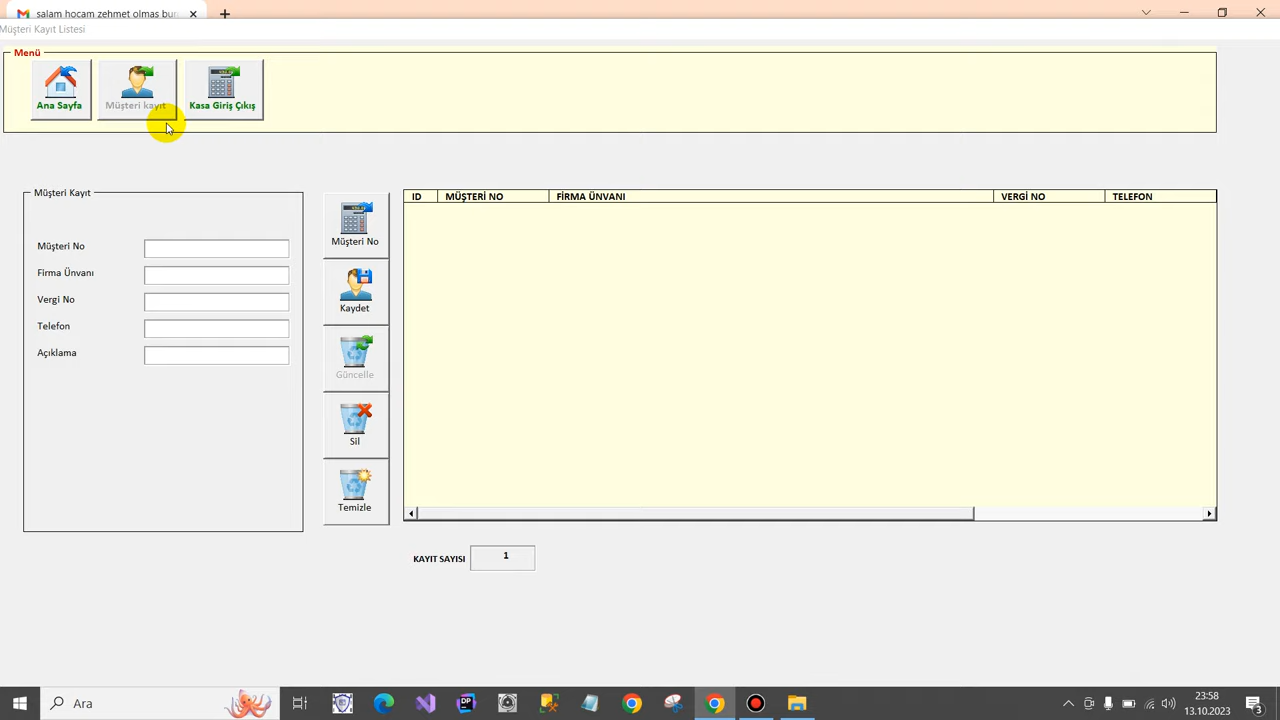 salam hocam zehmet olmas bur
Müşteri Kayıt Listesi
Menü
Ana Sayfa
Müşteri kayıt
Kasa Giriş Çıkış
Müşteri Kayıt
Müşteri No
Firma Ünvanı
Vergi No
Telefon
Açıklama
Müşteri No
Kaydet
Güncelle
Sil
Temizle
ID MÜŞTERİ NO FİRMA ÜNVANI VERGİ NO TELEFON
KAYIT SAYISI 1
Ara
23:58
13.10.2023
3